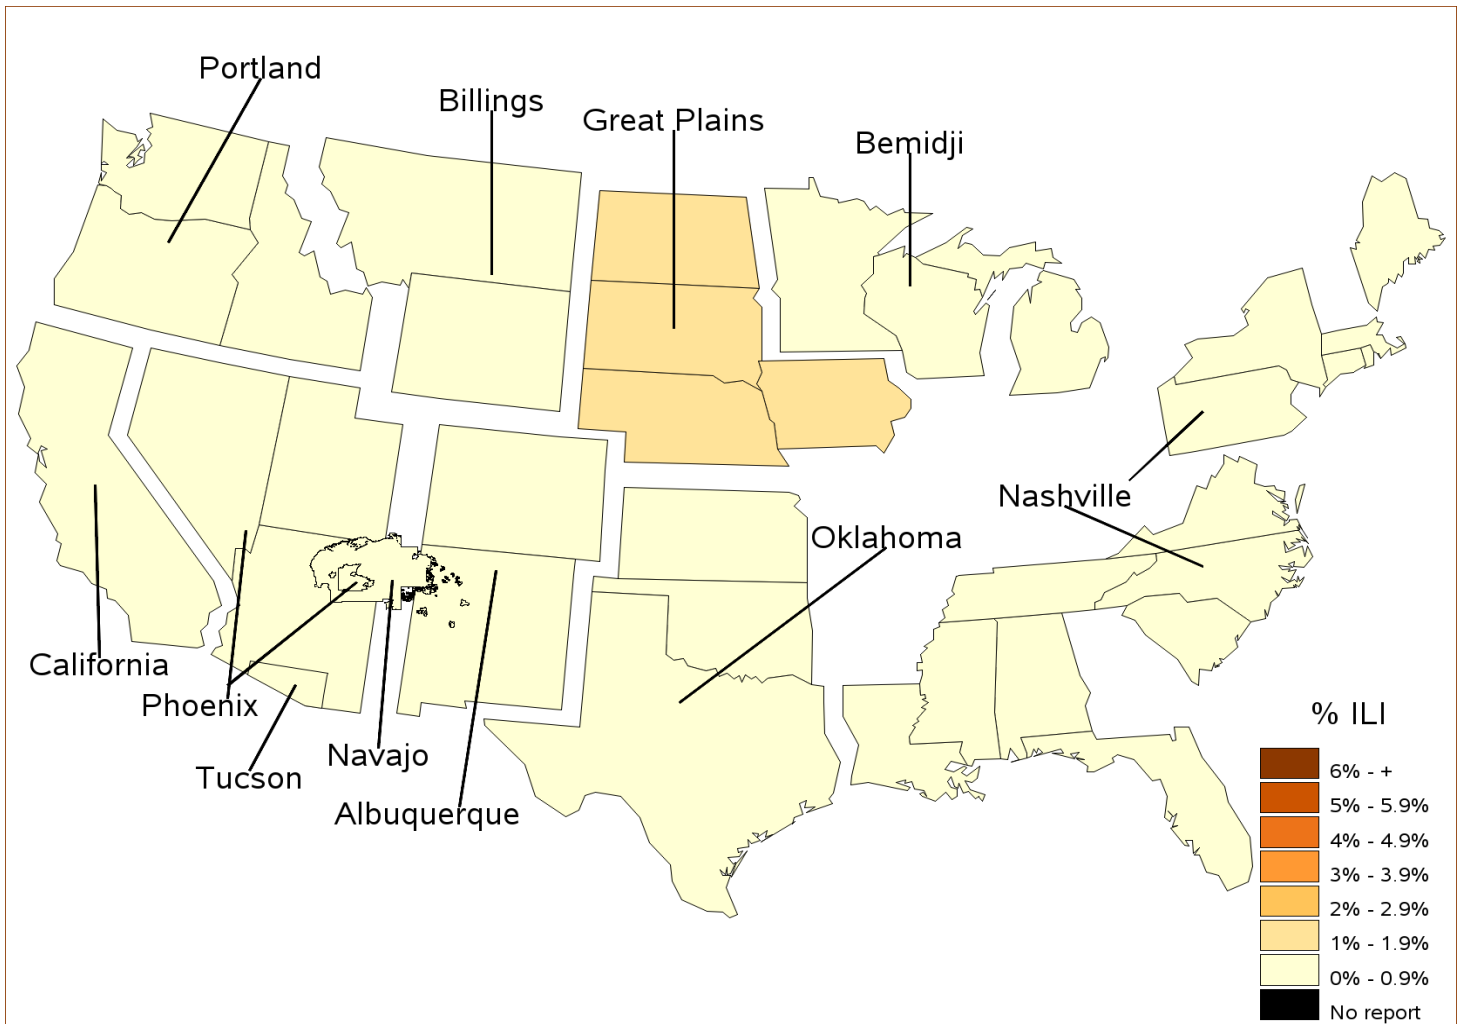 Portland
Billings
Great Plains
Bemidji
Nashville
Oklahoma
California
Phoenix
Navajo
Tucson
Albuquerque
% ILI
6% - +
5% - 5.9%
4% - 4.9%
3% - 3.9%
2% - 2.9%
1% - 1.9%
0% - 0.9%
No report